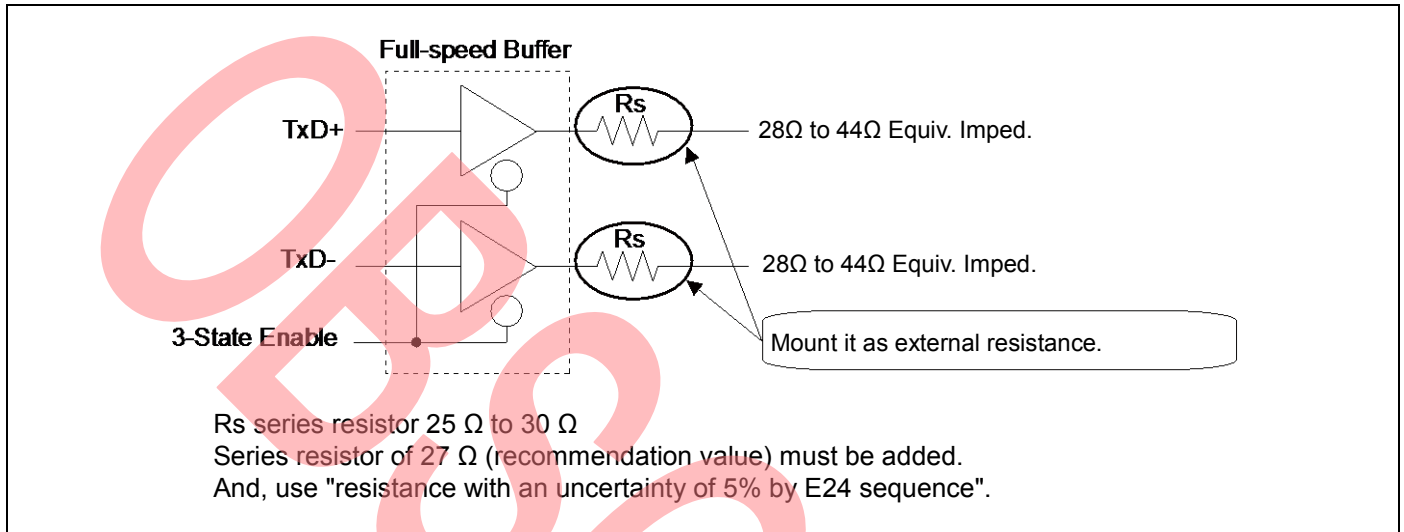 Full-speed Buffer
Rs
TxD+
28Ω to 44Ω Equiv. Imped.
Rs
TxD-
28Ω to 44Ω Equiv. Imped.
3-State Enable
Mount it as external resistance.
Rs series resistor 25 Ω to 30 Ω
Series resistor of 27 Ω (recommendation value) must be added.
And, use "resistance with an uncertainty of 5% by E24 sequence".
OBSO